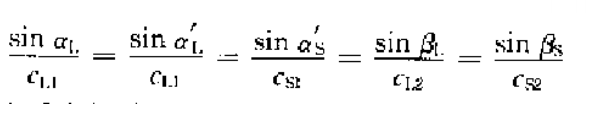 sin α_L / c_L1 = sin α'_L / c_L1 = sin α'_S / c_S1 = sin β_L / c_L2 = sin β_S / c_S2